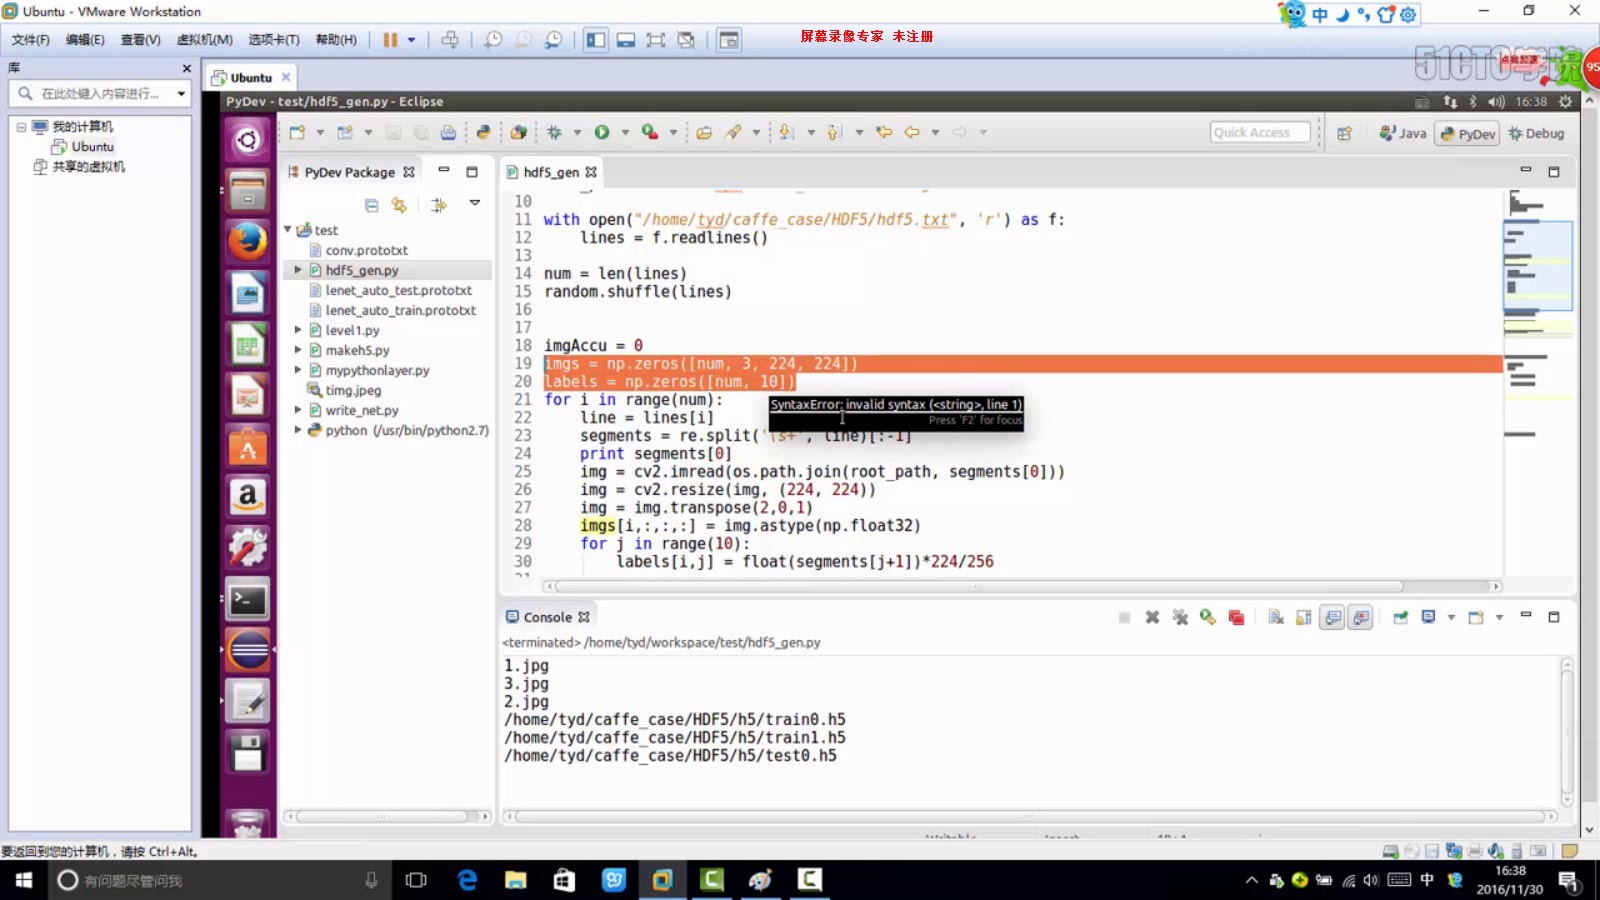 Ubuntu - VMware Workstation
中
文件(F) 编辑(E) 查看(V) 虚拟机(M) 选项卡(T) 帮助(H)
屏幕录像专家 未注册
51CTO学院
点我加速
95
库
在此处键入内容进行...
我的计算机
Ubuntu
共享的虚拟机
Ubuntu
PyDev - test/hdf5_gen.py - Eclipse
16:38
Quick Access
Java
PyDev
Debug
PyDev Package
test
conv.prototxt
hdf5_gen.py
lenet_auto_test.prototxt
lenet_auto_train.prototxt
level1.py
makeh5.py
mypythonlayer.py
timg.jpeg
write_net.py
python (/usr/bin/python2.7)
hdf5_gen
10
11 with open("/home/tyd/caffe_case/HDF5/hdf5.txt", 'r') as f:
12 lines = f.readlines()
13
14 num = len(lines)
15 random.shuffle(lines)
16
17
18 imgAccu = 0
19 imgs = np.zeros([num, 3, 224, 224])
20 labels = np.zeros([num, 10])
21 for i in range(num):
22 line = lines[i]
23 segments = re.split('\s+', line)[:-1]
24 print segments[0]
25 img = cv2.imread(os.path.join(root_path, segments[0]))
26 img = cv2.resize(img, (224, 224))
27 img = img.transpose(2,0,1)
28 imgs[i,:,:,:] = img.astype(np.float32)
29 for j in range(10):
30 labels[i,j] = float(segments[j+1])*224/256
SyntaxError: invalid syntax (<string>, line 1)
Press 'F2' for focus
Console
<terminated> /home/tyd/workspace/test/hdf5_gen.py
1.jpg
3.jpg
2.jpg
/home/tyd/caffe_case/HDF5/h5/train0.h5
/home/tyd/caffe_case/HDF5/h5/train1.h5
/home/tyd/caffe_case/HDF5/h5/test0.h5
要返回到您的计算机，请按 Ctrl+Alt。
有问题尽管问我
中
16:38
2016/11/30
1